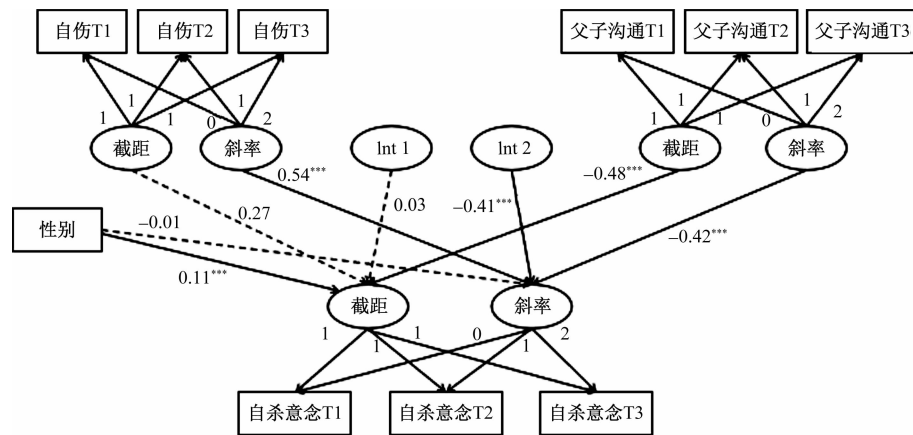 自伤T1 自伤T2 自伤T3 父子沟通T1 父子沟通T2 父子沟通T3
1 1 1 0 1 2 1 1 1 0 1 2
截距 斜率 lnt 1 lnt 2 截距 斜率
0.54*** −0.48***
0.27 0.03 −0.41***
性别 −0.01 −0.42***
0.11***
截距 斜率
1 1 1 0 1 2
自杀意念T1 自杀意念T2 自杀意念T3